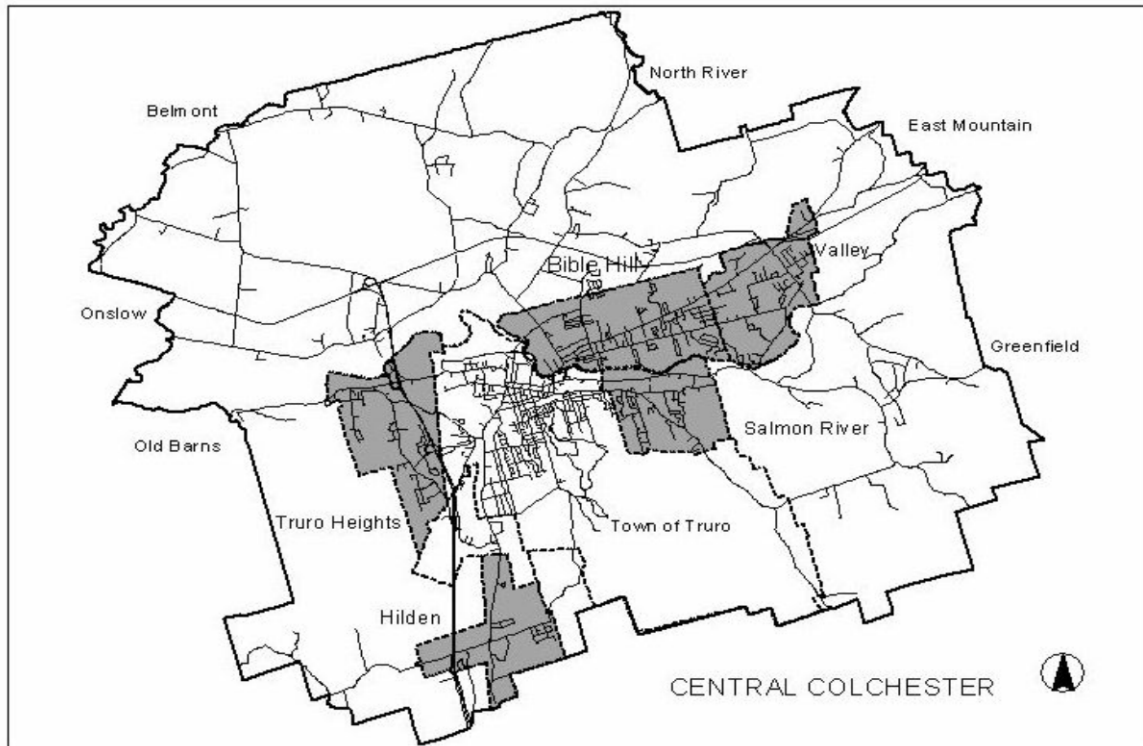 North River
Belmont
East Mountain
Valley
Bible Hill
Onslow
Greenfield
Old Barns
Salmon River
Truro Heights
Town of Truro
Hilden
CENTRAL COLCHESTER